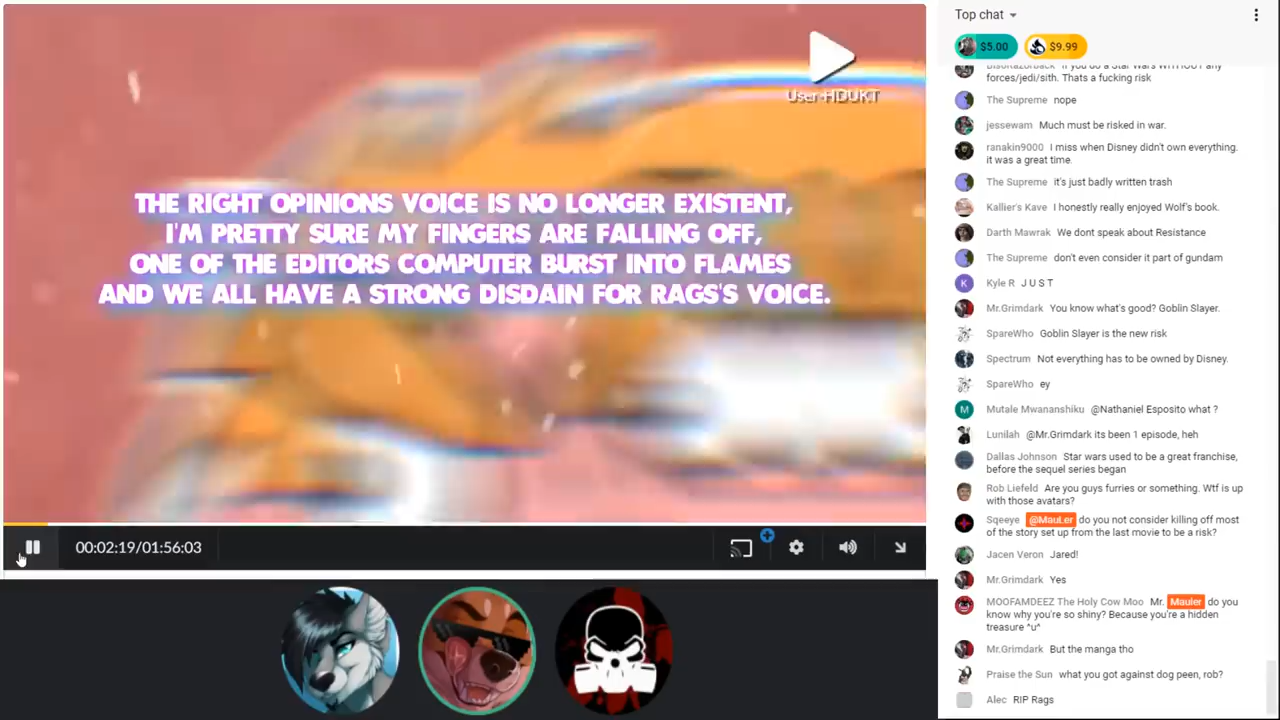 User-HDUKT
THE RIGHT OPINIONS VOICE IS NO LONGER EXISTENT,
I'M PRETTY SURE MY FINGERS ARE FALLING OFF,
ONE OF THE EDITORS COMPUTER BURST INTO FLAMES
AND WE ALL HAVE A STRONG DISDAIN FOR RAGS'S VOICE.
00:02:19/01:56:03
Top chat
$5.00 $9.99
forces/jedi/sith. Thats a fucking risk
The Supreme nope
jessewam Much must be risked in war.
ranakin9000 I miss when Disney didn't own everything.
it was a great time.
The Supreme it's just badly written trash
Kallier's Kave I honestly really enjoyed Wolf's book.
Darth Mawrak We dont speak about Resistance
The Supreme don't even consider it part of gundam
K Kyle R J U S T
Mr.Grimdark You know what's good? Goblin Slayer.
SpareWho Goblin Slayer is the new risk
Spectrum Not everything has to be owned by Disney.
SpareWho ey
M Mutale Mwananshiku @Nathaniel Esposito what ?
Lunilah @Mr.Grimdark its been 1 episode, heh
Dallas Johnson Star wars used to be a great franchise,
before the sequel series began
Rob Liefeld Are you guys furries or something. Wtf is up
with those avatars?
Sqeeye @MauLer do you not consider killing off most
of the story set up from the last movie to be a risk?
Jacen Veron Jared!
Mr.Grimdark Yes
MOOFAMDEEZ The Holy Cow Moo Mr. Mauler do you
know why you're so shiny? Because you're a hidden
treasure ^u^
Mr.Grimdark But the manga tho
Praise the Sun what you got against dog peen, rob?
Alec RIP Rags